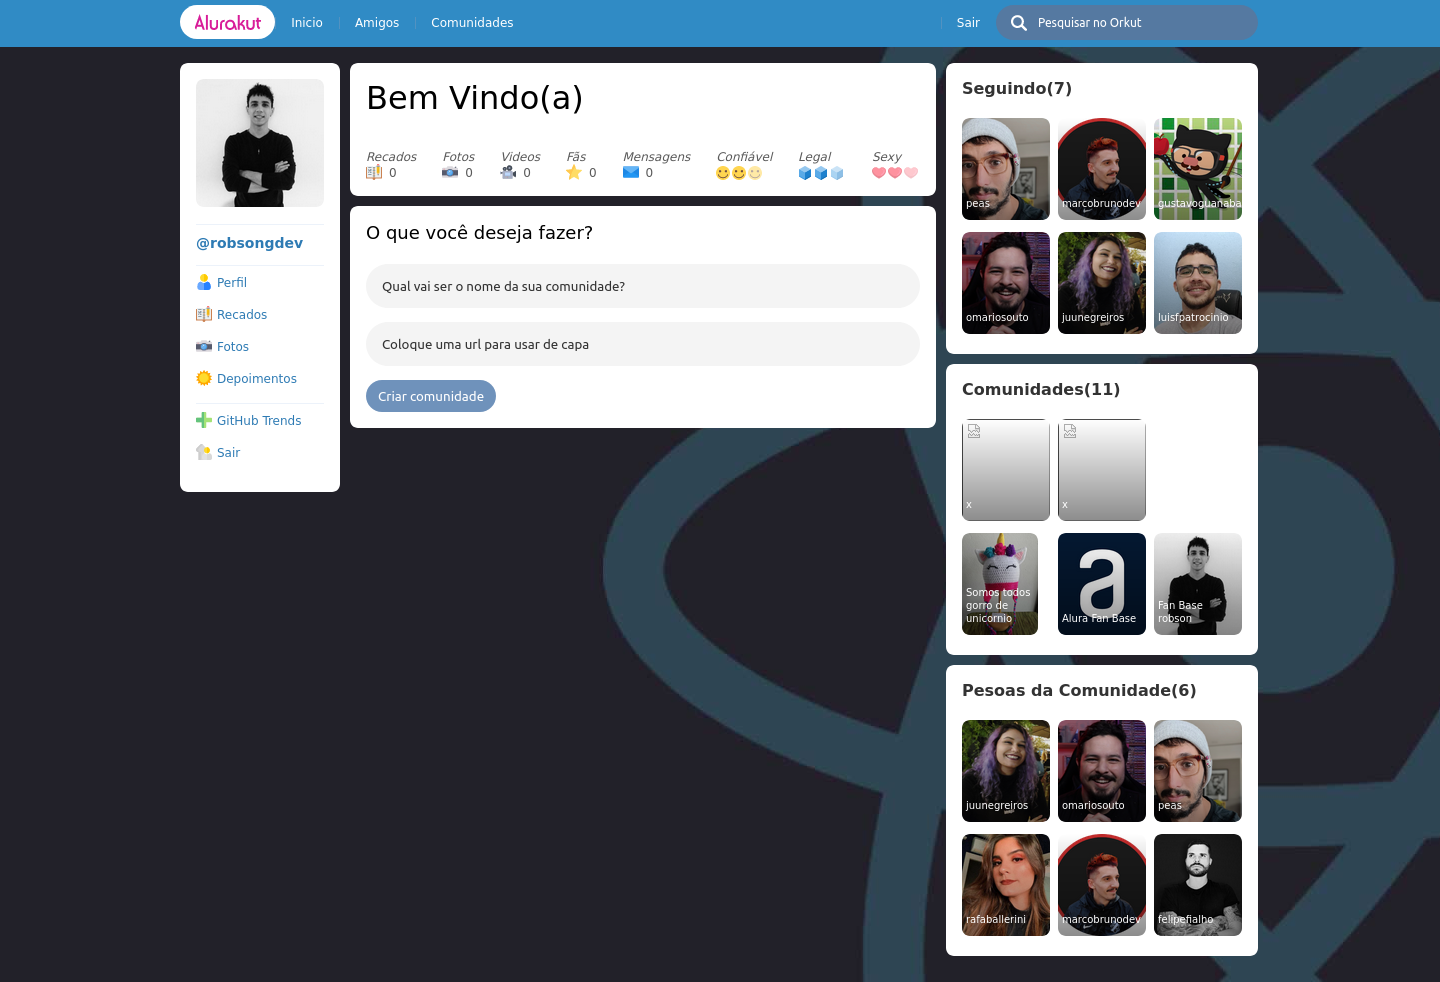 Alurakut
Inicio
Amigos
Comunidades
Sair
Pesquisar no Orkut
@robsongdev
Perfil
Recados
Fotos
Depoimentos
GitHub Trends
Sair
Bem Vindo(a)
Recados Fotos Videos Fãs Mensagens Confiável Legal Sexy
0 0 0 0 0
O que você deseja fazer?
Qual vai ser o nome da sua comunidade?
Coloque uma url para usar de capa
Criar comunidade
Seguindo(7)
peas
marcobrunodev
gustavoguanaba
omariosouto
juunegreiros
luisfpatrocinio
Comunidades(11)
x
x
Somos todos
gorro de
unicornio
Alura Fan Base
Fan Base
robson
Pesoas da Comunidade(6)
juunegreiros
omariosouto
peas
rafaballerini
marcobrunodev
felipefialho